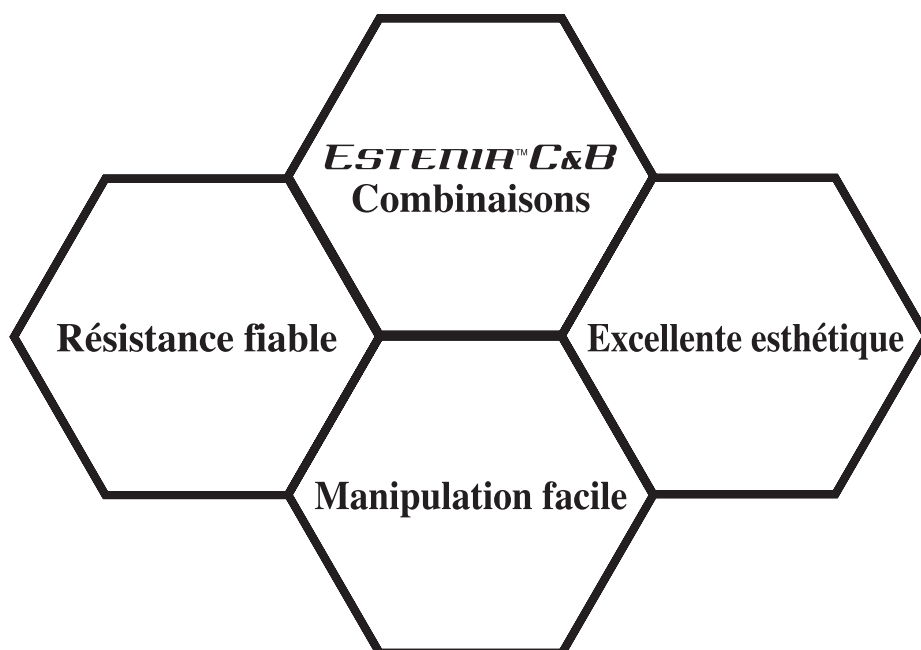 ESTENIA™ C&B
Combinaisons
Résistance fiable
Excellente esthétique
Manipulation facile